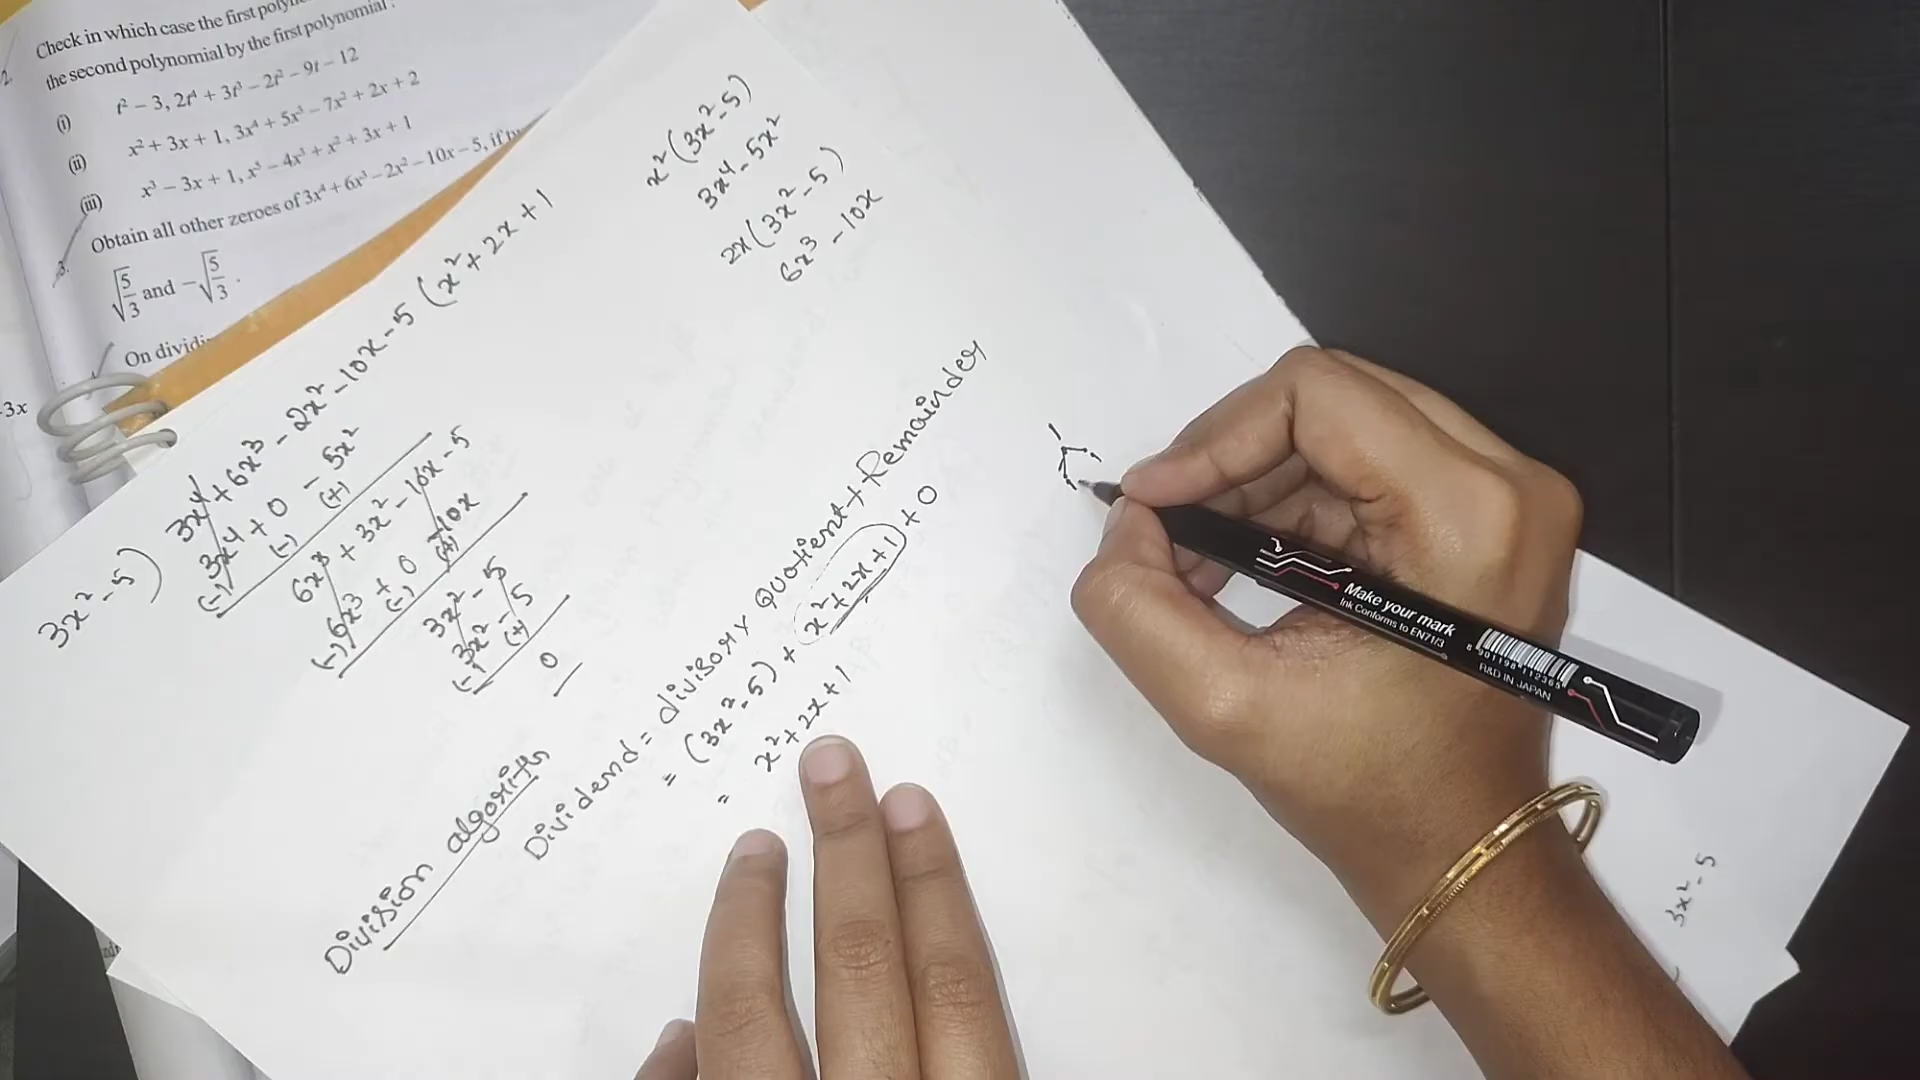 Check in which case the first
the second polynomial by the first polynomial.
2.
(i) t² – 3, 2t⁴ + 3t³ – 2t² – 9t – 12
(ii) x² + 3x + 1, 3x⁴ + 5x³ – 7x² + 2x + 2
(iii) x³ – 3x + 1, x⁵ – 4x³ + x² + 3x + 1
3. Obtain all other zeroes of 3x⁴ + 6x³ – 2x² – 10x – 5, if
√5/3 and –√5/3.
On
3x
3x² - 5) 3x⁴ + 6x³ - 2x² - 10x - 5 (x² + 2x + 1
3x⁴ + 0 - 5x²
(-) (-) (+)
6x³ + 3x² - 10x - 5
6x³ + 0 - 10x
(-) (-) (+)
3x² - 5
3x² - 5
(-) (+)
0
x² (3x² - 5)
3x⁴ - 5x²
2x (3x² - 5)
6x³ - 10x
Division algorithm
Dividend = divisor x Quotient + Remainder
= (3x² - 5) + (x² + 2x + 1) + 0
= x² + 2x + 1
3x² - 5
Make your mark
Ink Conforms to EN71/3
R&D IN JAPAN